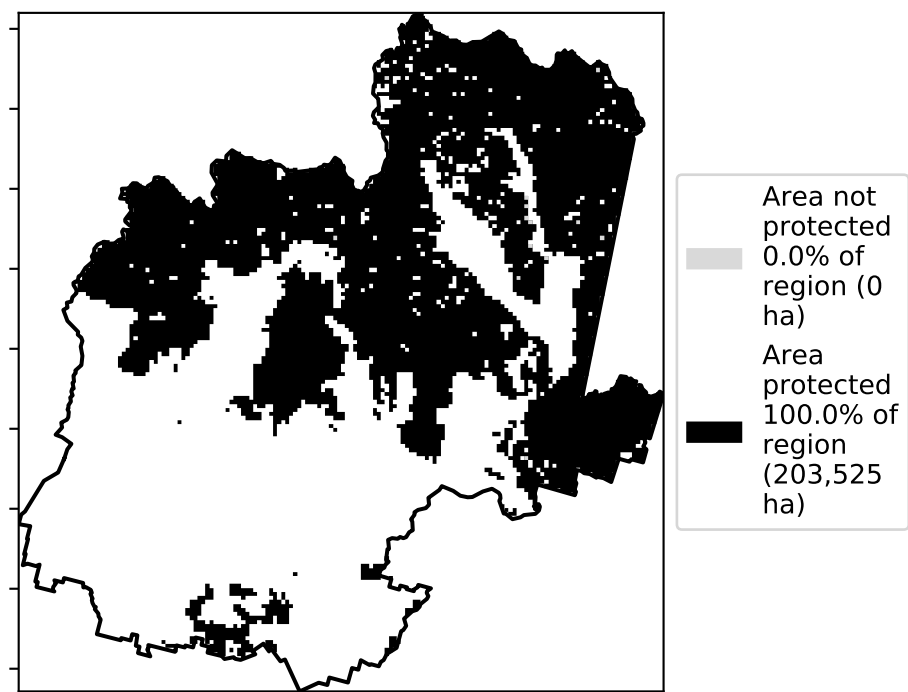 Area not
protected
0.0% of
region (0
ha)
Area
protected
100.0% of
region
(203,525
ha)